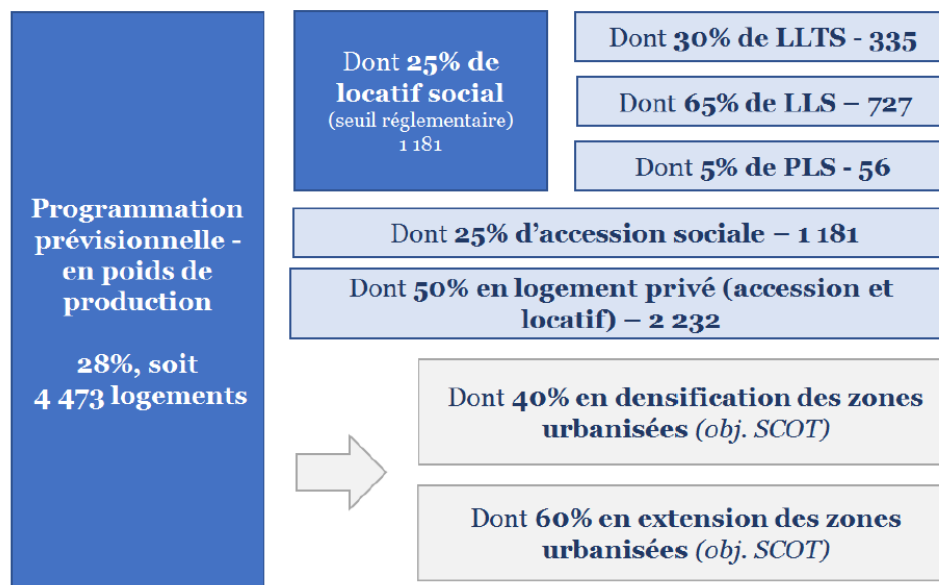 Programmation
prévisionnelle -
en poids de
production
28%, soit
4 473 logements
Dont 25% de
locatif social
(seuil réglementaire)
1 181
Dont 30% de LLTS - 335
Dont 65% de LLS – 727
Dont 5% de PLS - 56
Dont 25% d'accession sociale – 1 181
Dont 50% en logement privé (accession et
locatif) – 2 232
Dont 40% en densification des zones
urbanisées (obj. SCOT)
Dont 60% en extension des zones
urbanisées (obj. SCOT)